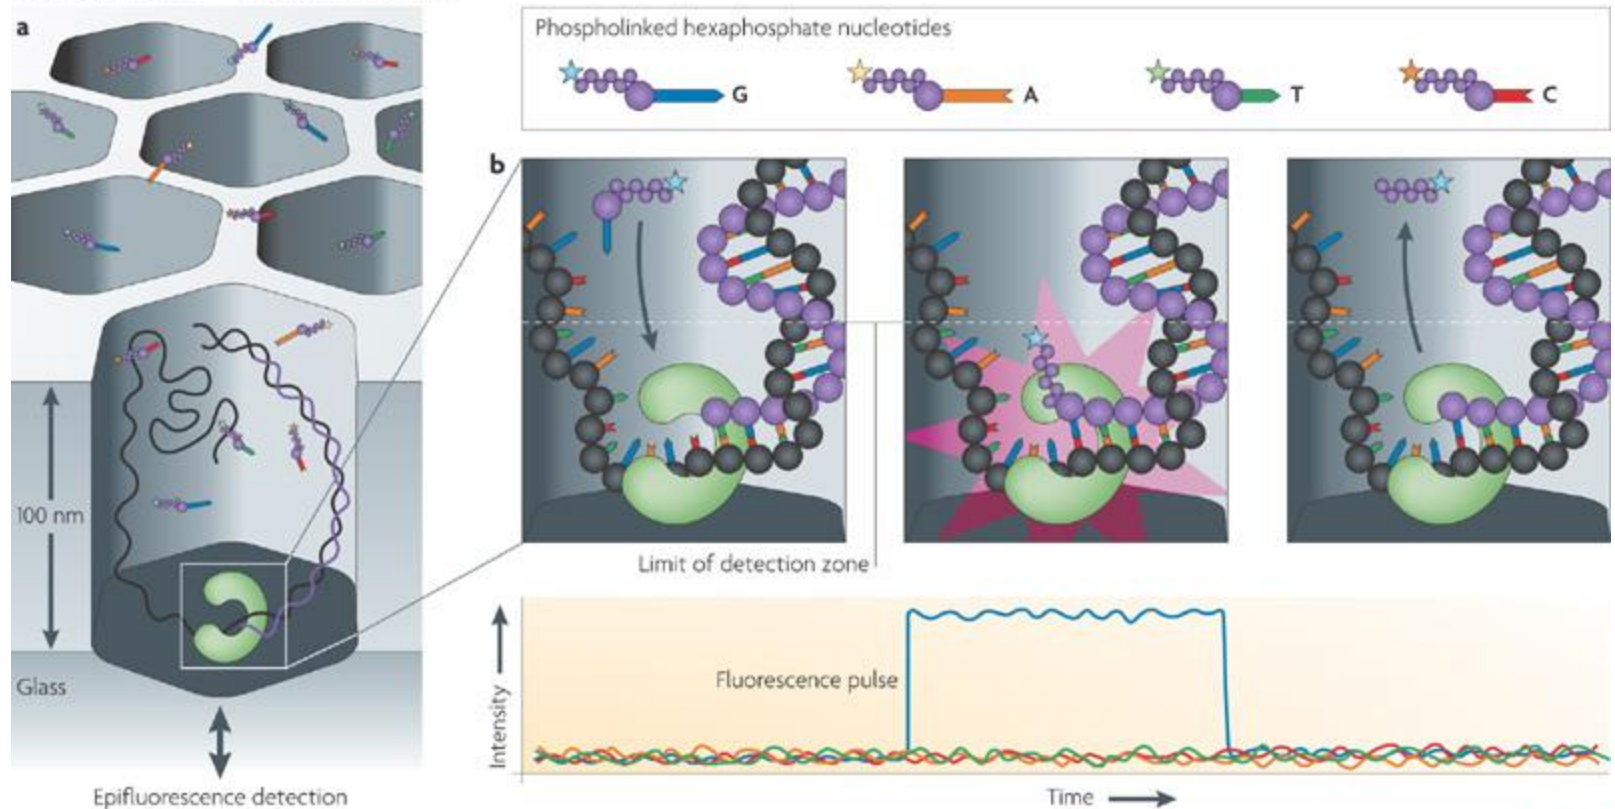 a
Phospholinked hexaphosphate nucleotides
G
A
T
C
b
100 nm
Glass
Epifluorescence detection
Limit of detection zone
Intensity
Fluorescence pulse
Time